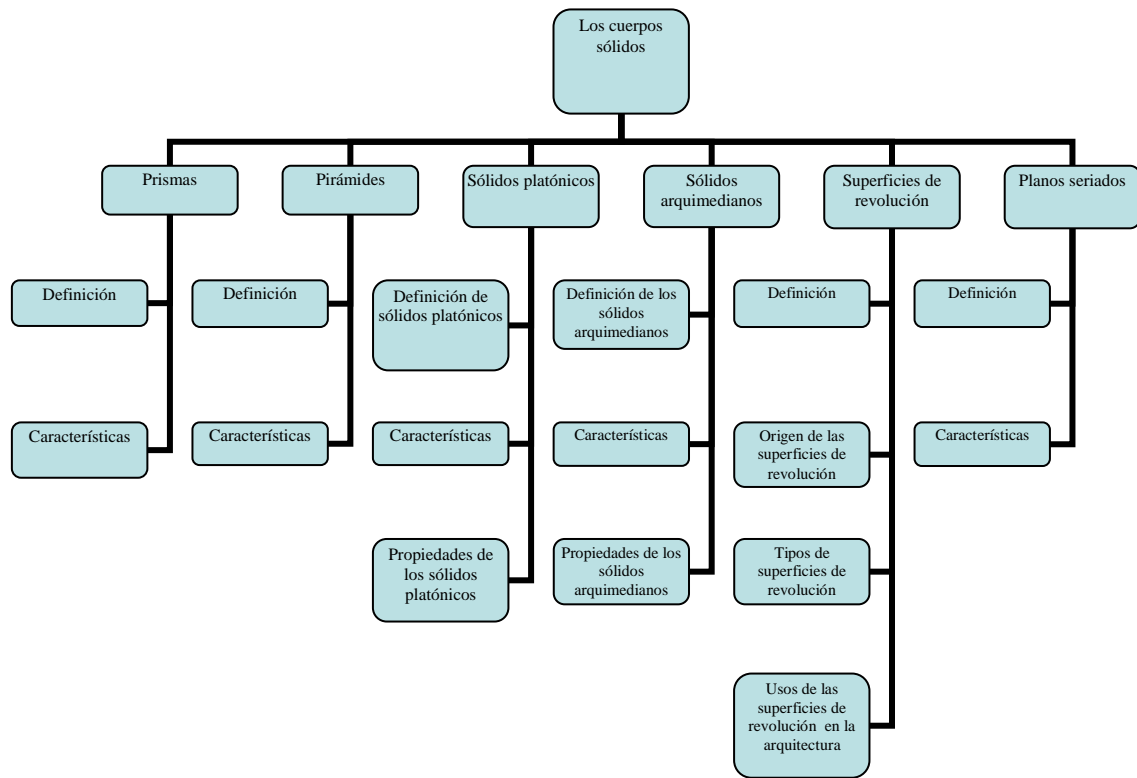 Los cuerpos
sólidos
Prismas
Pirámides
Sólidos platónicos
Sólidos
arquimedianos
Superficies de
revolución
Planos seriados
Definición
Definición
Definición de
sólidos platónicos
Definición de los
sólidos
arquimedianos
Definición
Definición
Características
Características
Características
Características
Origen de las
superficies de
revolución
Características
Propiedades de
los sólidos
platónicos
Propiedades de los
sólidos
arquimedianos
Tipos de
superficies de
revolución
Usos de las
superficies de
revolución en la
arquitectura